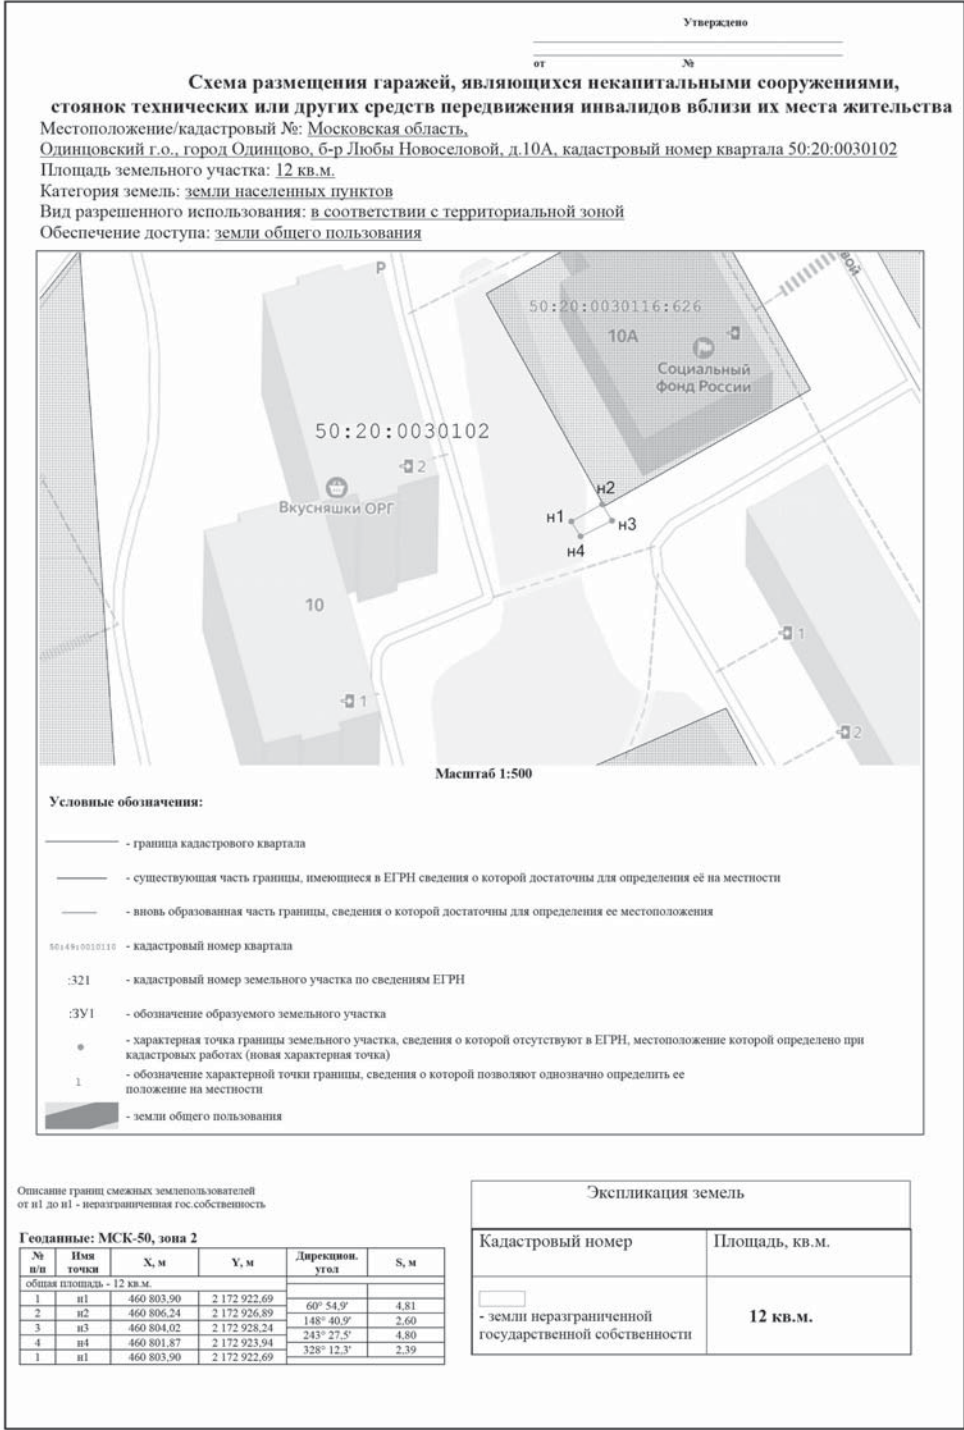 Утверждено
от №
Схема размещения гаражей, являющихся некапитальными сооружениями,
стоянок технических или других средств передвижения инвалидов вблизи их места жительства
Местоположение/кадастровый №: Московская область,
Одинцовский г.о., город Одинцово, б-р Любы Новоселовой, д.10А, кадастровый номер квартала 50:20:0030102
Площадь земельного участка: 12 кв.м.
Категория земель: земли населенных пунктов
Вид разрешенного использования: в соответствии с территориальной зоной
Обеспечение доступа: земли общего пользования
P
вой
50:20:0030116:626
10А
Социальный
фонд России
50:20:0030102
2
Вкусняшки ОРГ
н2
н1
н3
н4
10
1
1
2
Масштаб 1:500
Условные обозначения:
- граница кадастрового квартала
- существующая часть границы, имеющиеся в ЕГРН сведения о которой достаточны для определения её на местности
- вновь образованная часть границы, сведения о которой достаточны для определения ее местоположения
50:49:0010110 - кадастровый номер квартала
:321 - кадастровый номер земельного участка по сведениям ЕГРН
:ЗУ1 - обозначение образуемого земельного участка
- характерная точка границы земельного участка, сведения о которой отсутствуют в ЕГРН, местоположение которой определено при
кадастровых работах (новая характерная точка)
1 - обозначение характерной точки границы, сведения о которой позволяют однозначно определить ее
положение на местности
- земли общего пользования
Описание границ смежных землепользователей
от н1 до н1 - неразграниченная гос.собственность
Геоданные: МСК-50, зона 2
№ п/п Имя точки X, м Y, м Дирекцион. угол S, м
общая площадь - 12 кв.м.
1 н1 460 803,90 2 172 922,69
60° 54,9' 4,81
2 н2 460 806,24 2 172 926,89
148° 40,9' 2,60
3 н3 460 804,02 2 172 928,24
243° 27,5' 4,80
4 н4 460 801,87 2 172 923,94
328° 12,3' 2,39
1 н1 460 803,90 2 172 922,69
Экспликация земель
Кадастровый номер Площадь, кв.м.
- земли неразграниченной
государственной собственности
12 кв.м.